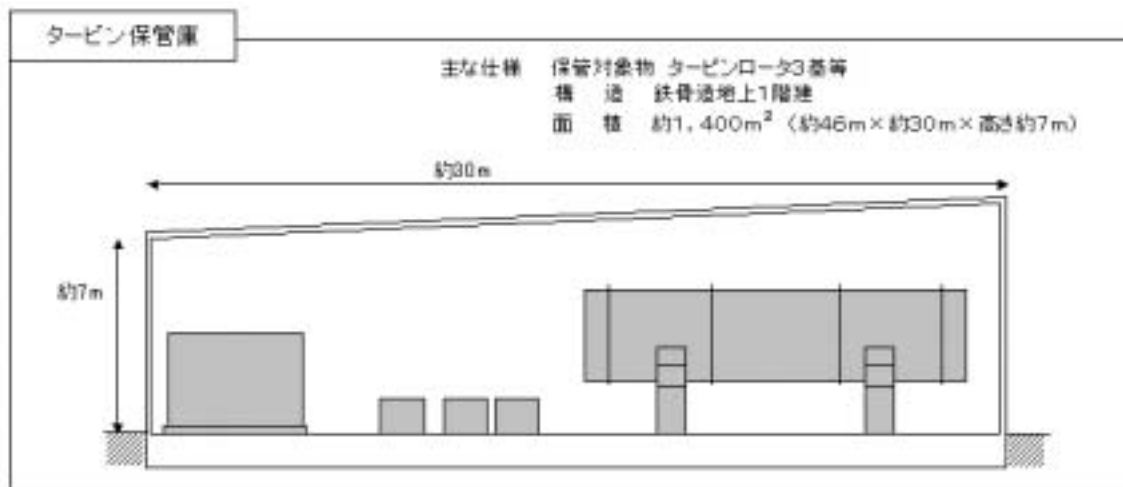 タービン保管庫
主な仕様 保管対象物 タービンロータ3基等
構 造 鉄骨造地上1階建
面 積 約1,400m² (約46m×約30m×高さ約7m)
約30m
約7m